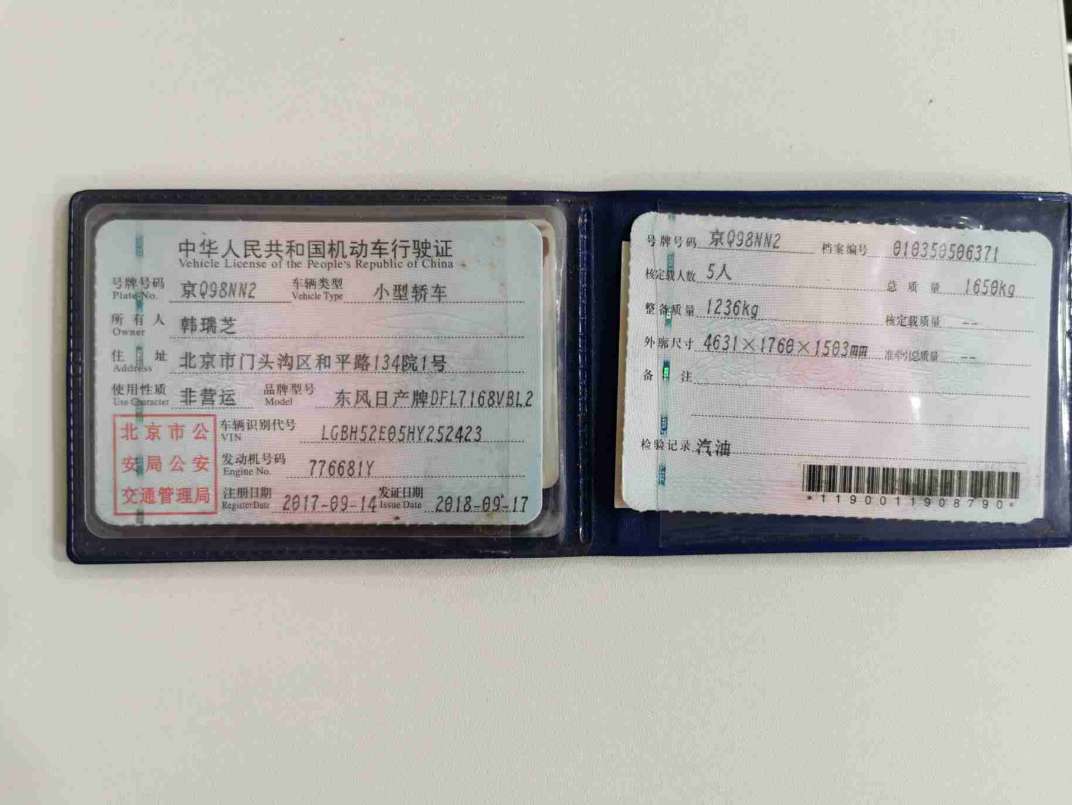 中华人民共和国机动车行驶证
Vehicle License of the People's Republic of China
号牌号码 京Q98NN2 车辆类型 小型轿车
Plate No. Vehicle Type
所有人 韩瑞芝
Owner
住址 北京市门头沟区和平路134院1号
Address
使用性质 非营运 品牌型号 东风日产牌DFL7168VBL2
Use Character Model
北京市公
安局公安
交通管理局
车辆识别代号 LGBH52E05HY252423
VIN
发动机号码 776681Y
Engine No.
注册日期 2017-09-14 发证日期 2018-09-17
Register Date Issue Date
号牌号码 京Q98NN2 档案编号 010350506371
核定载人数 5人 总质量 1650kg
整备质量 1236kg 核定载质量 --
外廓尺寸 4631×1760×1503mm 准牵引总质量 --
备注
检验记录 汽油
*1190011908790*